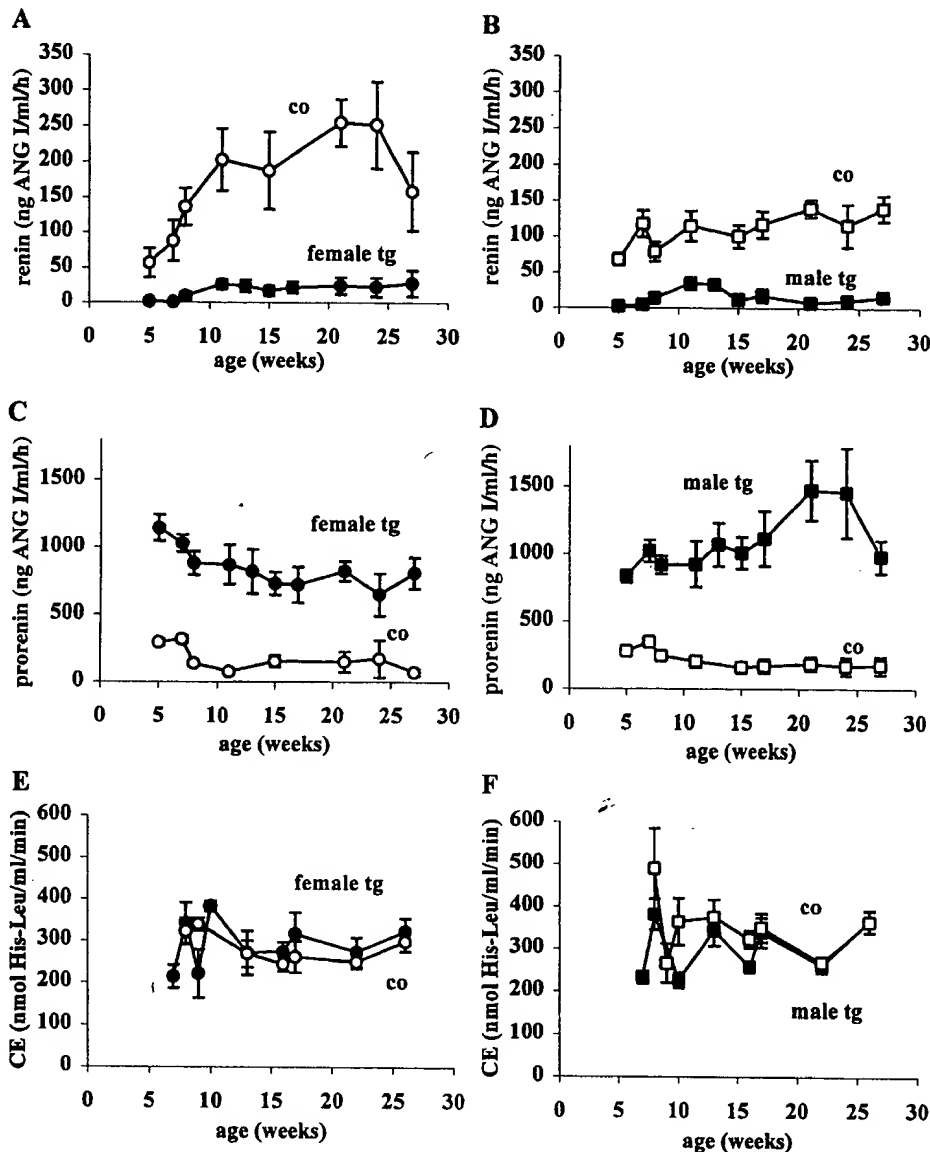 A
renin (ng ANG I/ml/h)
350
300
250
200
150
100
50
0
co
female tg
0 5 10 15 20 25 30
age (weeks)
B
renin (ng ANG I/ml/h)
350
300
250
200
150
100
50
0
co
male tg
0 5 10 15 20 25 30
age (weeks)
C
prorenin (ng ANG I/ml/h)
1500
1000
500
0
female tg
co
0 5 10 15 20 25 30
age (weeks)
D
prorenin (ng ANG I/ml/h)
1500
1000
500
0
male tg
co
0 5 10 15 20 25 30
age (weeks)
E
CE (nmol His-Leu/ml/min)
600
500
400
300
200
100
0
female tg
co
0 5 10 15 20 25 30
age (weeks)
F
CE (nmol His-Leu/ml/min)
600
500
400
300
200
100
0
co
male tg
0 5 10 15 20 25 30
age (weeks)